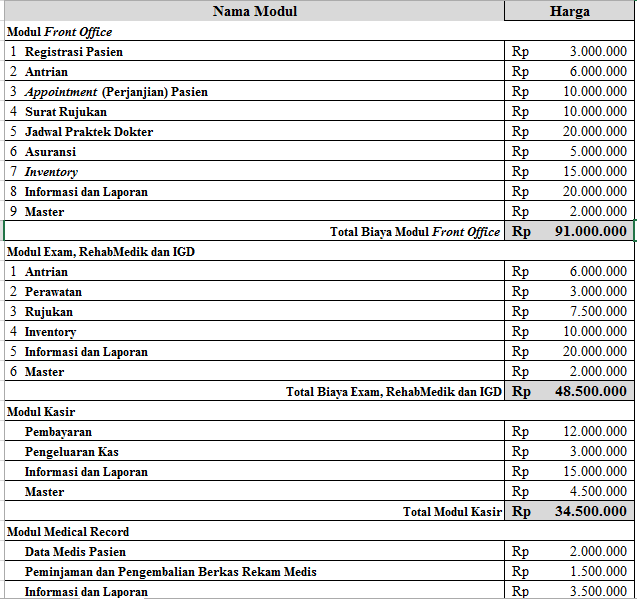 Nama Modul Harga
Modul Front Office
1 Registrasi Pasien Rp 3.000.000
2 Antrian Rp 6.000.000
3 Appointment (Perjanjian) Pasien Rp 10.000.000
4 Surat Rujukan Rp 10.000.000
5 Jadwal Praktek Dokter Rp 20.000.000
6 Asuransi Rp 5.000.000
7 Inventory Rp 15.000.000
8 Informasi dan Laporan Rp 20.000.000
9 Master Rp 2.000.000
Total Biaya Modul Front Office Rp 91.000.000
Modul Exam, RehabMedik dan IGD
1 Antrian Rp 6.000.000
2 Perawatan Rp 3.000.000
3 Rujukan Rp 7.500.000
4 Inventory Rp 10.000.000
5 Informasi dan Laporan Rp 20.000.000
6 Master Rp 2.000.000
Total Biaya Exam, RehabMedik dan IGD Rp 48.500.000
Modul Kasir
Pembayaran Rp 12.000.000
Pengeluaran Kas Rp 3.000.000
Informasi dan Laporan Rp 15.000.000
Master Rp 4.500.000
Total Modul Kasir Rp 34.500.000
Modul Medical Record
Data Medis Pasien Rp 2.000.000
Peminjaman dan Pengembalian Berkas Rekam Medis Rp 1.500.000
Informasi dan Laporan Rp 3.500.000